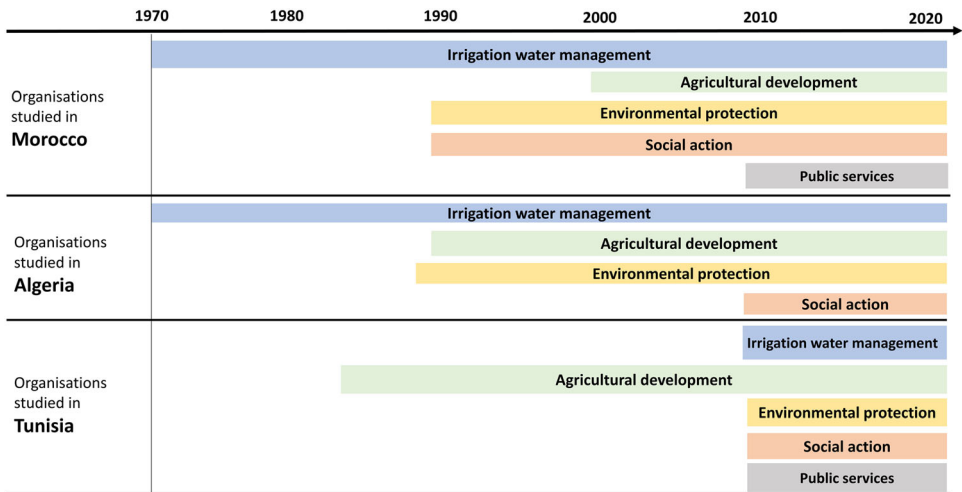 1970 1980 1990 2000 2010 2020
Organisations
studied in
Morocco
Irrigation water management
Agricultural development
Environmental protection
Social action
Public services
Organisations
studied in
Algeria
Irrigation water management
Agricultural development
Environmental protection
Social action
Organisations
studied in
Tunisia
Irrigation water management
Agricultural development
Environmental protection
Social action
Public services